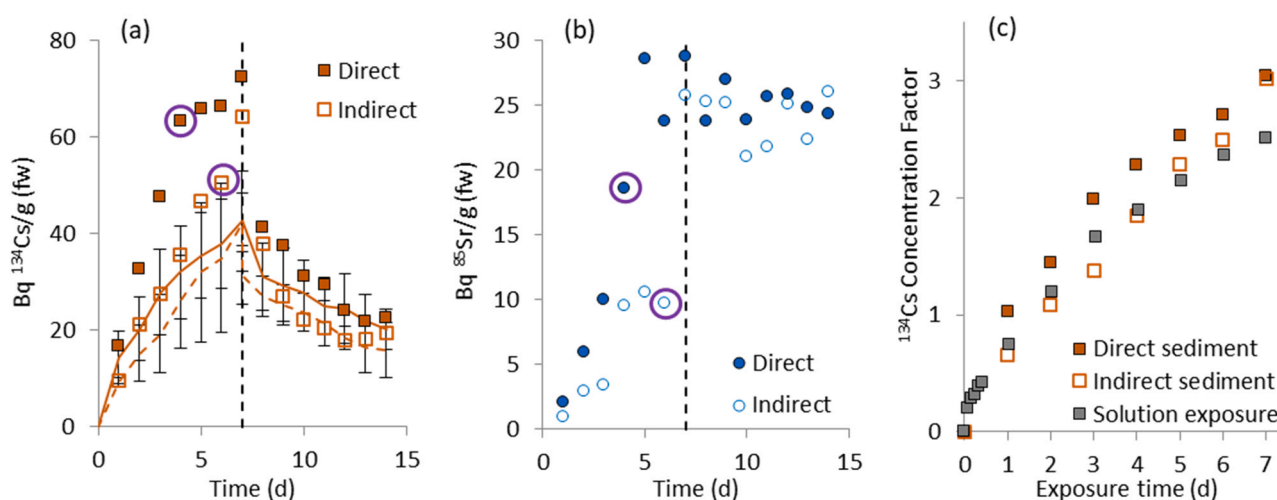 (a)
80
60
40
20
0
Bq ¹³⁴Cs/g (fw)
Direct
Indirect
0 5 10 15
Time (d)
(b)
30
25
20
15
10
5
0
Bq ⁸⁵Sr/g (fw)
Direct
Indirect
0 5 10 15
Time (d)
(c)
3
2
1
0
¹³⁴Cs Concentration Factor
Direct sediment
Indirect sediment
Solution exposure
0 1 2 3 4 5 6 7
Exposure time (d)